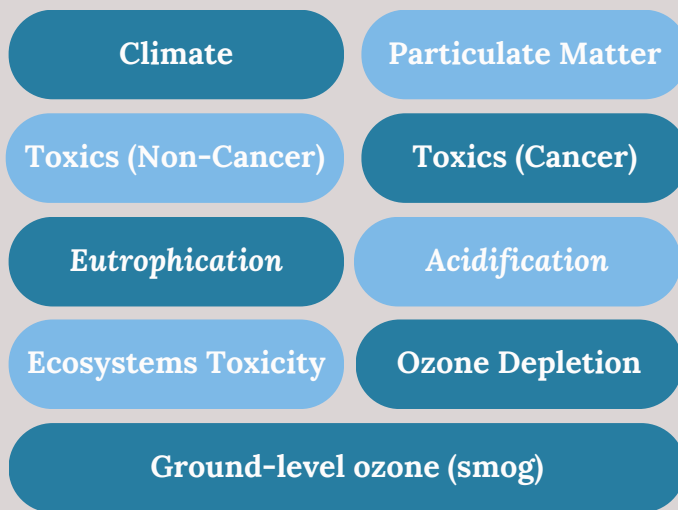 Climate
Particulate Matter
Toxics (Non-Cancer)
Toxics (Cancer)
Eutrophication
Acidification
Ecosystems Toxicity
Ozone Depletion
Ground-level ozone (smog)